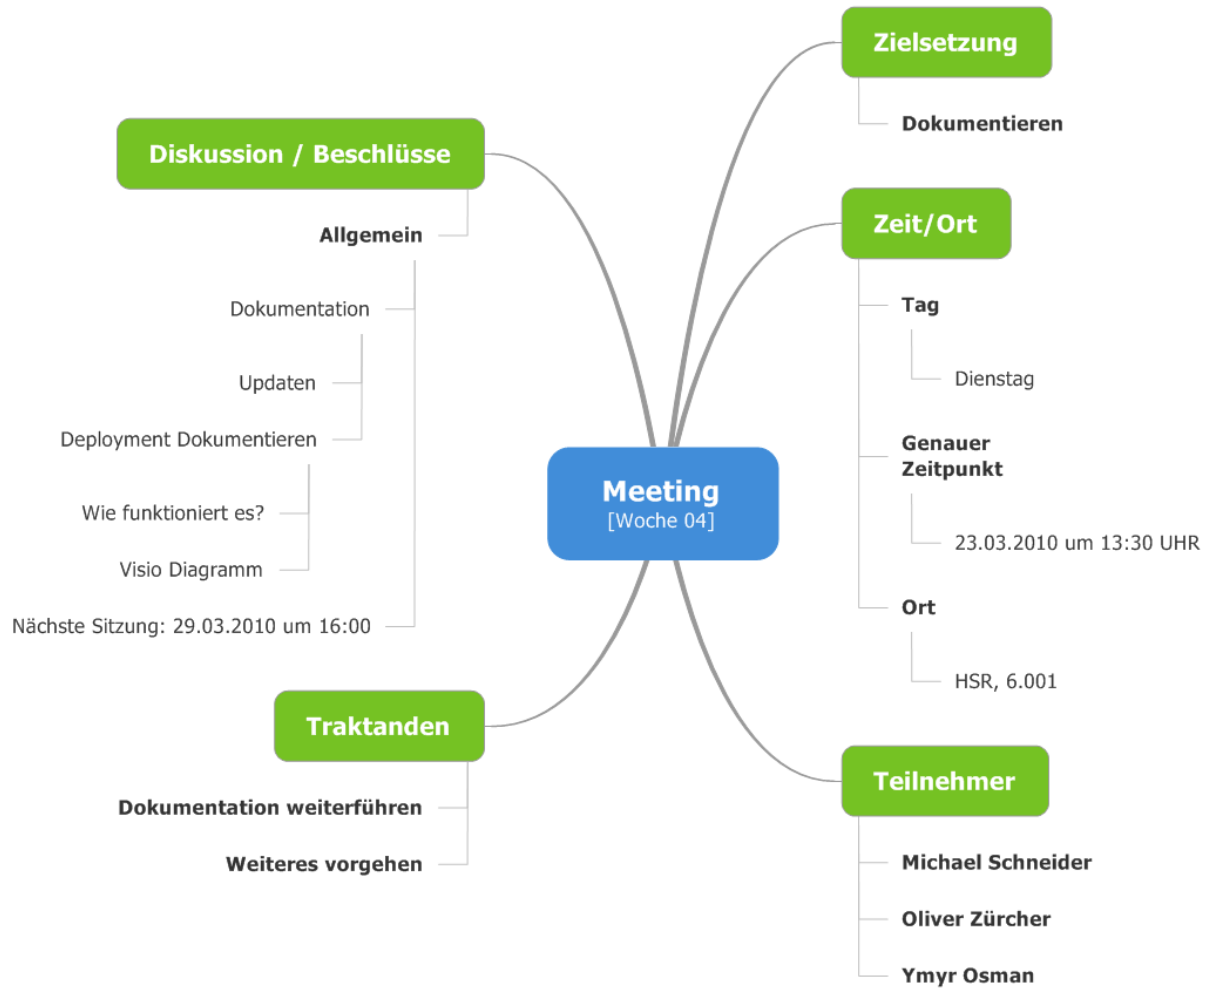 Meeting
[Woche 04]
Zielsetzung
Dokumentieren
Zeit/Ort
Tag
Dienstag
Genauer
Zeitpunkt
23.03.2010 um 13:30 UHR
Ort
HSR, 6.001
Teilnehmer
Michael Schneider
Oliver Zürcher
Ymyr Osman
Diskussion / Beschlüsse
Allgemein
Dokumentation
Updaten
Deployment Dokumentieren
Wie funktioniert es?
Visio Diagramm
Nächste Sitzung: 29.03.2010 um 16:00
Traktanden
Dokumentation weiterführen
Weiteres vorgehen